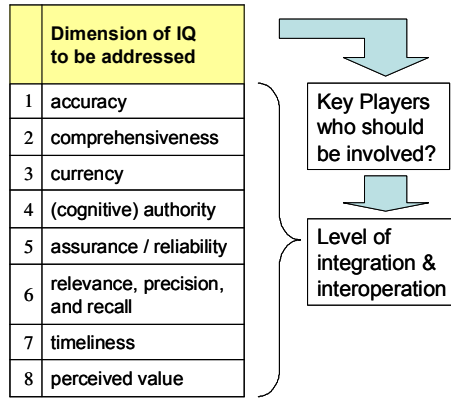 Dimension of IQ
to be addressed
1 accuracy
2 comprehensiveness
3 currency
4 (cognitive) authority
5 assurance / reliability
6 relevance, precision,
and recall
7 timeliness
8 perceived value
Key Players
who should
be involved?
Level of
integration &
interoperation